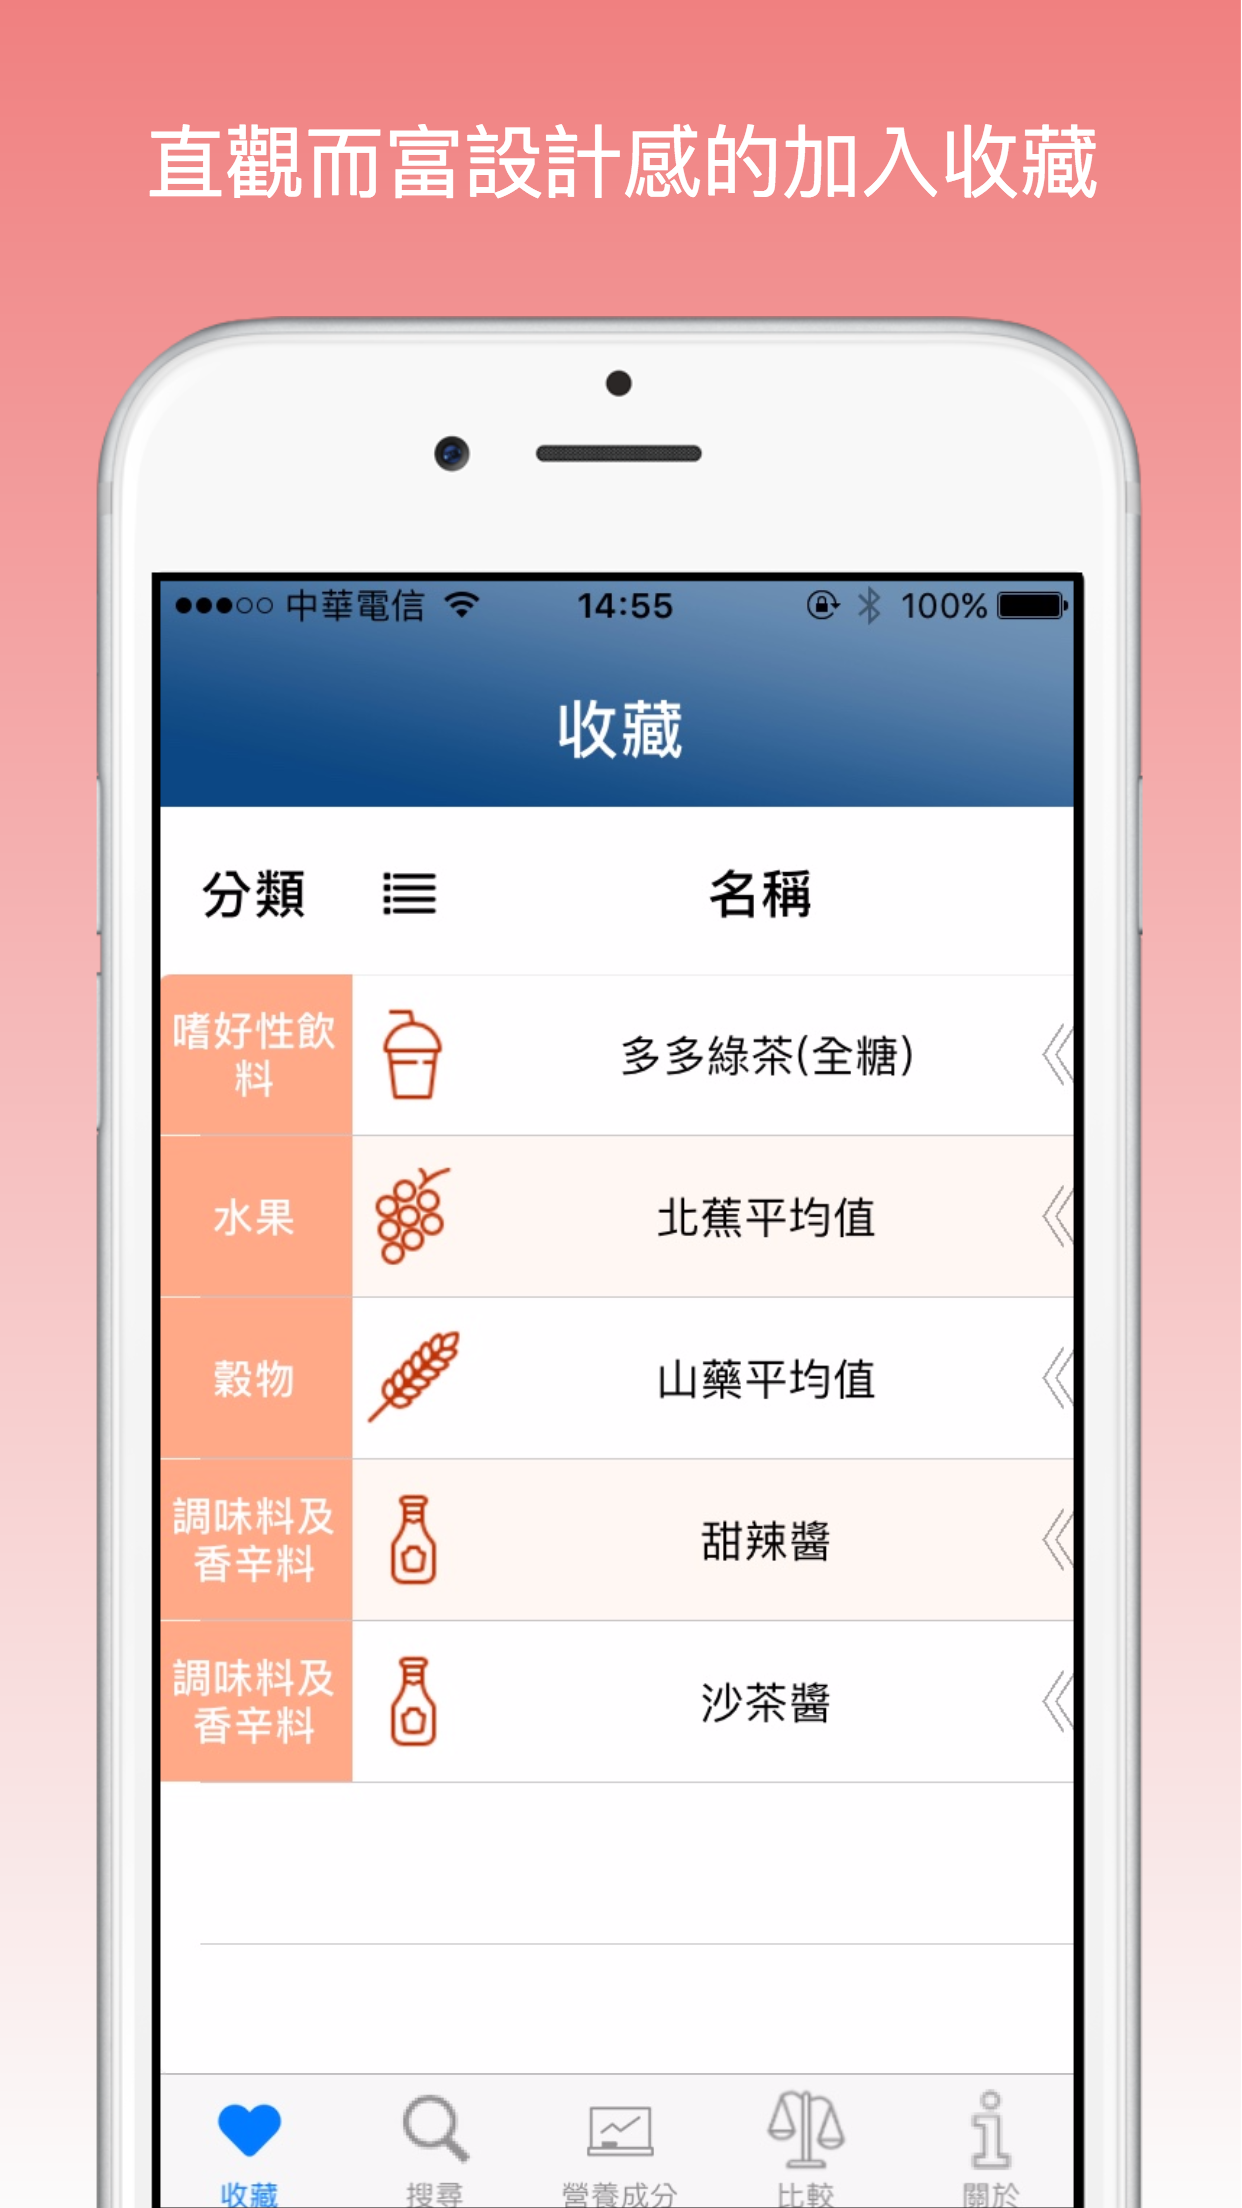 直觀而富設計感的加入收藏
中華電信 14:55 100%
收藏
分類 名稱
嗜好性飲
料
多多綠茶(全糖)
水果 北蕉平均值
穀物 山藥平均值
調味料及
香辛料
甜辣醬
調味料及
香辛料
沙茶醬
收藏 搜尋 營養成分 比較 關於